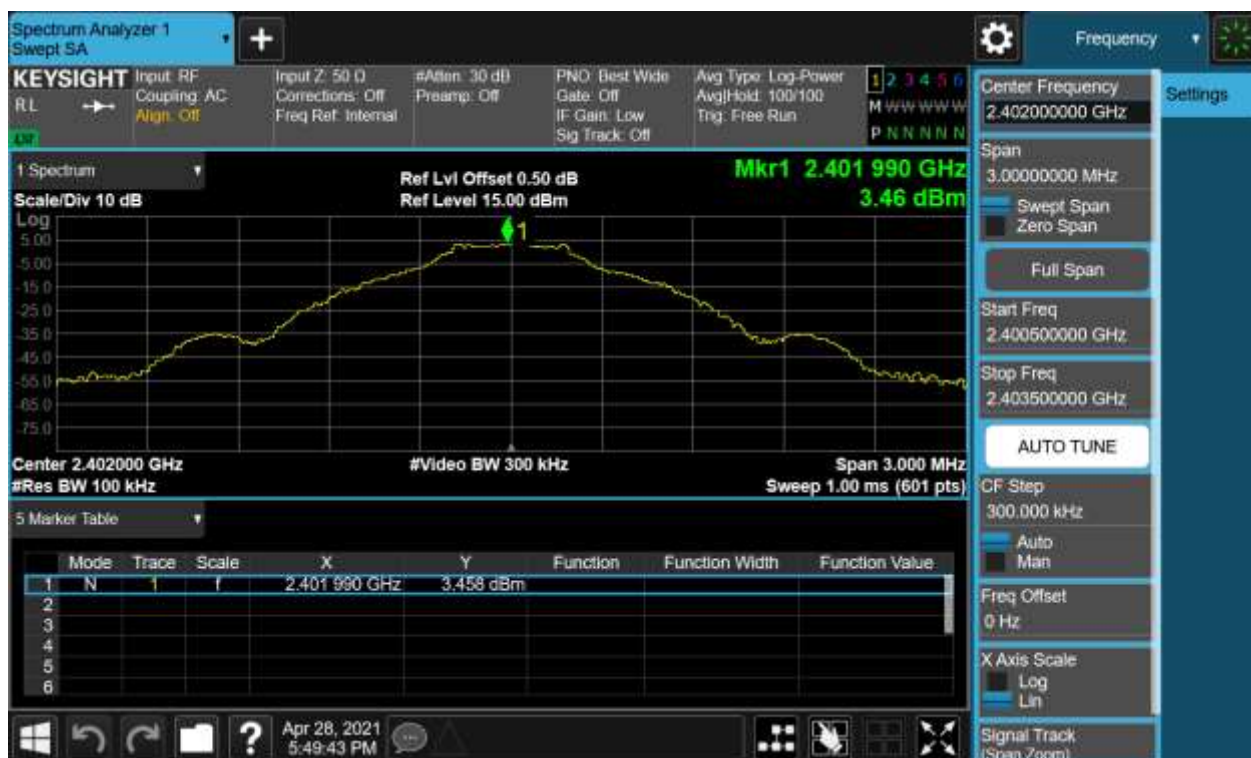 Spectrum Analyzer 1
Swept SA
+
Frequency
KEYSIGHT
RL
Input: RF
Coupling: AC
Align: Off
Input Z: 50 Ω
Corrections: Off
Freq Ref: Internal
#Atten: 30 dB
Preamp: Off
PNO: Best Wide
Gate: Off
IF Gain: Low
Sig Track: Off
Avg Type: Log-Power
Avg|Hold: 100/100
Trig: Free Run
1 2 3 4 5 6
M W W W W W
P N N N N N
1 Spectrum
Scale/Div 10 dB
Ref Lvl Offset 0.50 dB
Ref Level 15.00 dBm
Mkr1 2.401 990 GHz
3.46 dBm
Log
5.00
-5.00
-15.0
-25.0
-35.0
-45.0
-55.0
-65.0
-75.0
1
Center 2.402000 GHz
#Res BW 100 kHz
#Video BW 300 kHz
Span 3.000 MHz
Sweep 1.00 ms (601 pts)
5 Marker Table
Mode Trace Scale X Y Function Function Width Function Value
1 N 1 f 2.401 990 GHz 3.458 dBm
2
3
4
5
6
?
Apr 28, 2021
5:49:43 PM
Center Frequency
2.402000000 GHz
Settings
Span
3.00000000 MHz
Swept Span
Zero Span
Full Span
Start Freq
2.400500000 GHz
Stop Freq
2.403500000 GHz
AUTO TUNE
CF Step
300.000 kHz
Auto
Man
Freq Offset
0 Hz
X Axis Scale
Log
Lin
Signal Track
(Span Zoom)